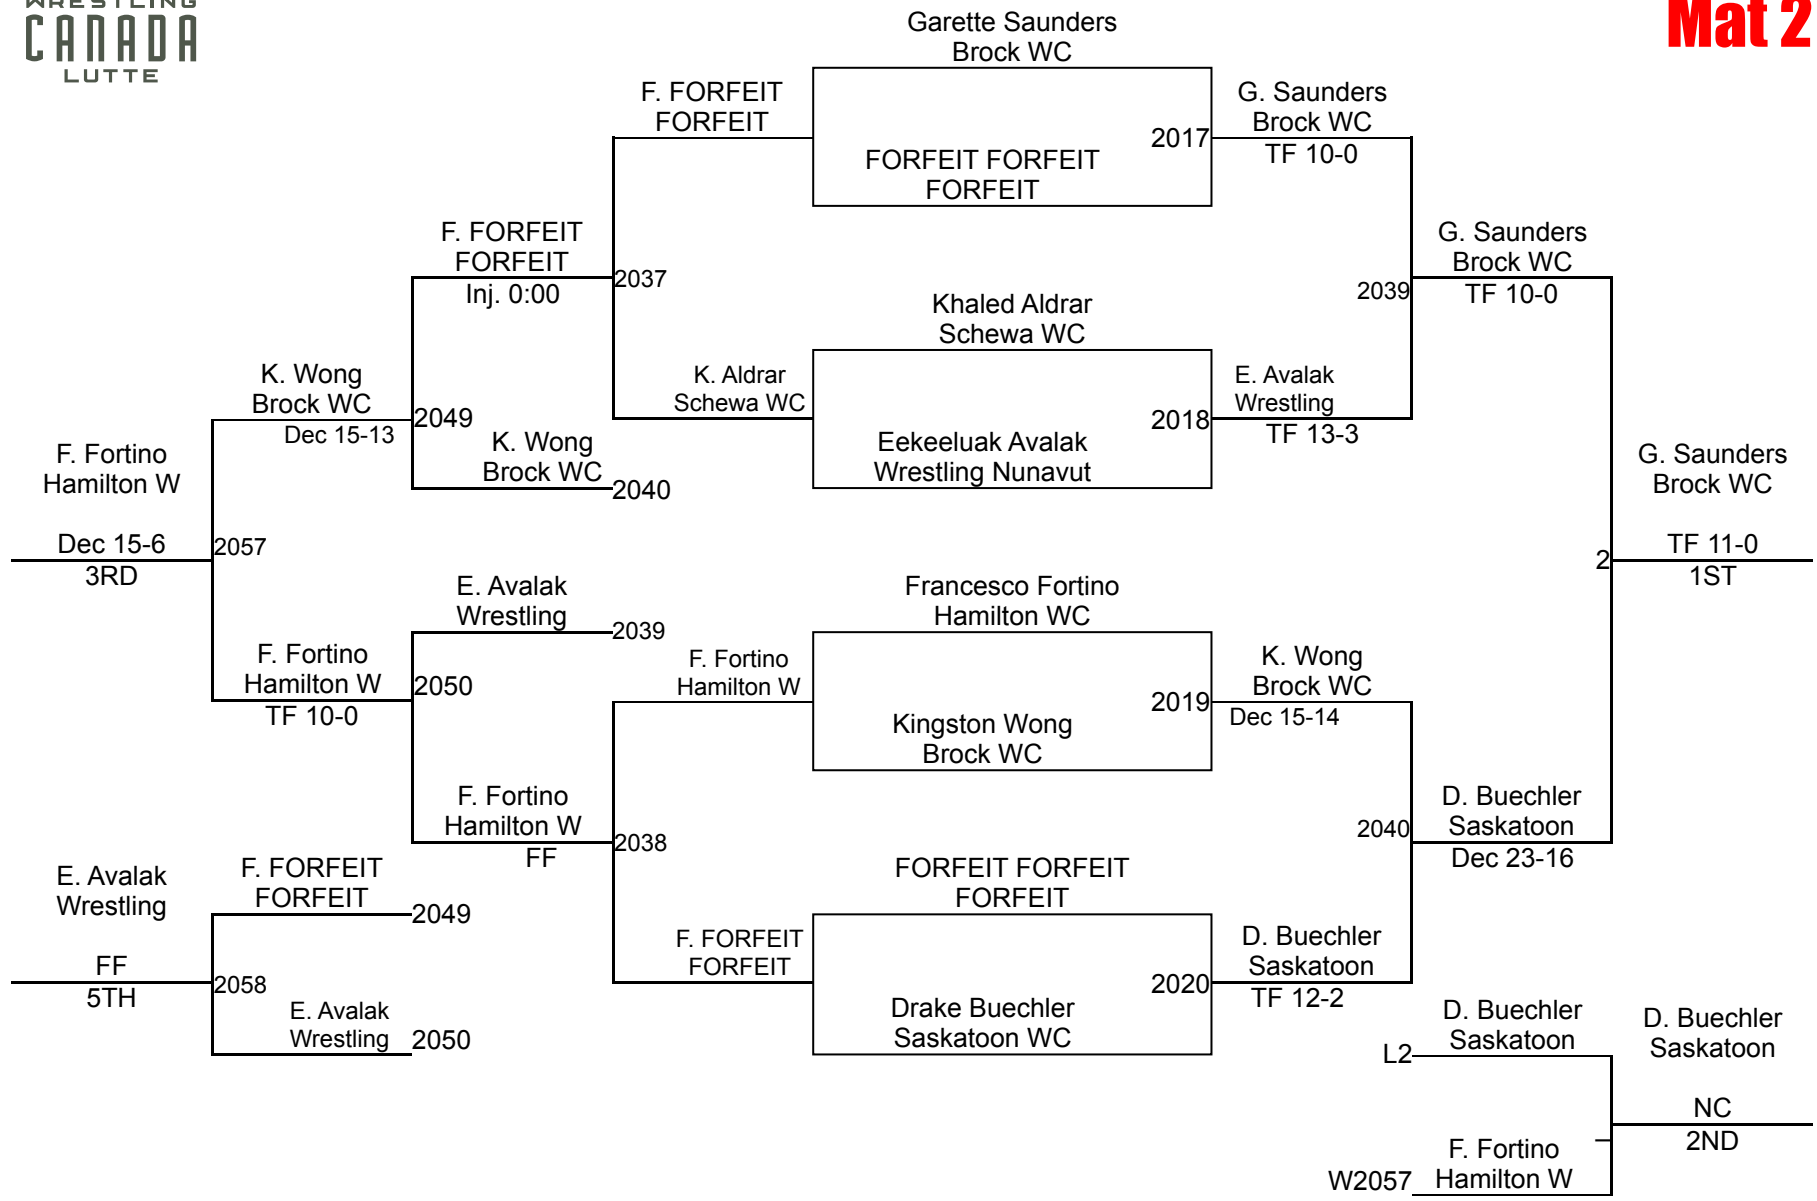 WRESTLING
CANADA
LUTTE
Mat 2
Garette Saunders
Brock WC
F. FORFEIT
FORFEIT
G. Saunders
Brock WC
2017
TF 10-0
FORFEIT FORFEIT
FORFEIT
F. FORFEIT
FORFEIT
Inj. 0:00
2037
G. Saunders
Brock WC
TF 10-0
2039
Khaled Aldrar
Schewa WC
K. Wong
Brock WC
Dec 15-13
2049
K. Aldrar
Schewa WC
E. Avalak
Wrestling
2018
TF 13-3
Eekeeluak Avalak
Wrestling Nunavut
K. Wong
Brock WC
2040
F. Fortino
Hamilton W
Dec 15-6
3RD
2057
G. Saunders
Brock WC
2
TF 11-0
1ST
E. Avalak
Wrestling
2039
Francesco Fortino
Hamilton WC
F. Fortino
Hamilton W
TF 10-0
2050
F. Fortino
Hamilton W
K. Wong
Brock WC
2019
Dec 15-14
Kingston Wong
Brock WC
F. Fortino
Hamilton W
FF
2038
D. Buechler
Saskatoon
Dec 23-16
2040
E. Avalak
Wrestling
FF
5TH
F. FORFEIT
FORFEIT
2049
2058
E. Avalak
Wrestling
2050
FORFEIT FORFEIT
FORFEIT
F. FORFEIT
FORFEIT
D. Buechler
Saskatoon
2020
TF 12-2
Drake Buechler
Saskatoon WC
D. Buechler
Saskatoon
L2
D. Buechler
Saskatoon
NC
2ND
F. Fortino
Hamilton W
W2057